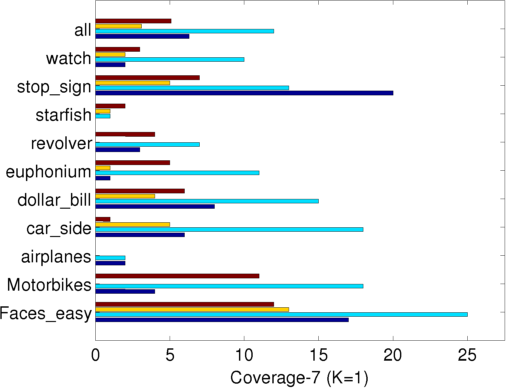 all
watch
stop_sign
starfish
revolver
euphonium
dollar_bill
car_side
airplanes
Motorbikes
Faces_easy
0 5 10 15 20 25
Coverage-7 (K=1)